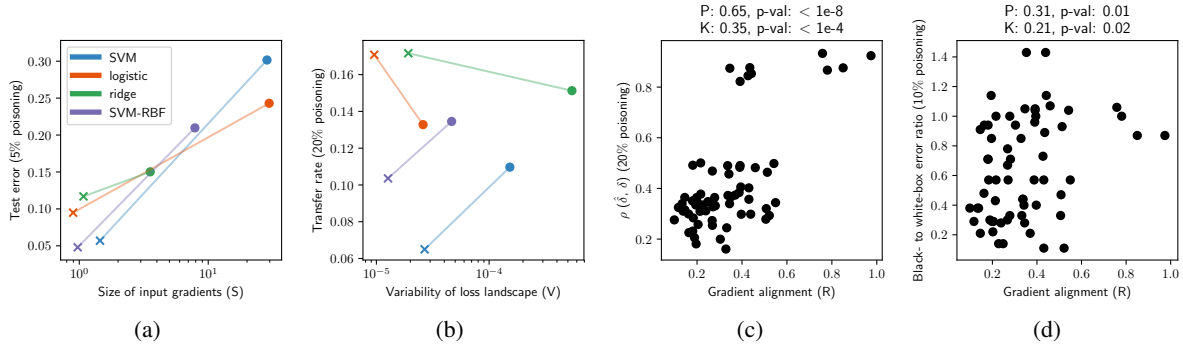 P: 0.65, p-val: < 1e-8
K: 0.35, p-val: < 1e-4
P: 0.31, p-val: 0.01
K: 0.21, p-val: 0.02
Test error (5% poisoning)
0.30
0.25
0.20
0.15
0.10
0.05
SVM
logistic
ridge
SVM-RBF
10⁰
10¹
Size of input gradients (S)
(a)
Transfer rate (20% poisoning)
0.16
0.14
0.12
0.10
0.08
0.06
10⁻⁵
10⁻⁴
Variability of loss landscape (V)
(b)
ρ (δ̂, δ) (20% poisoning)
0.8
0.6
0.4
0.2
0.2
0.4
0.6
0.8
1.0
Gradient alignment (R)
(c)
Black- to white-box error ratio (10% poisoning)
1.4
1.2
1.0
0.8
0.6
0.4
0.2
0.2
0.4
0.6
0.8
1.0
Gradient alignment (R)
(d)